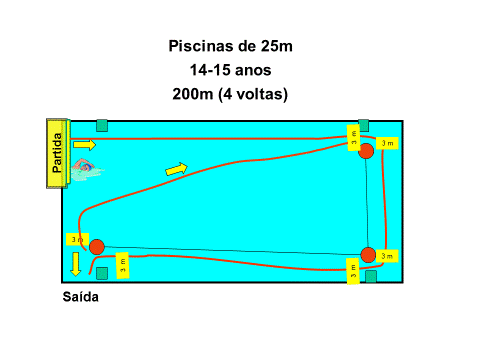 Piscinas de 25m
14-15 anos
200m (4 voltas)
Partida
3 m
3 m
3 m
3 m
3 m
3 m
Saída